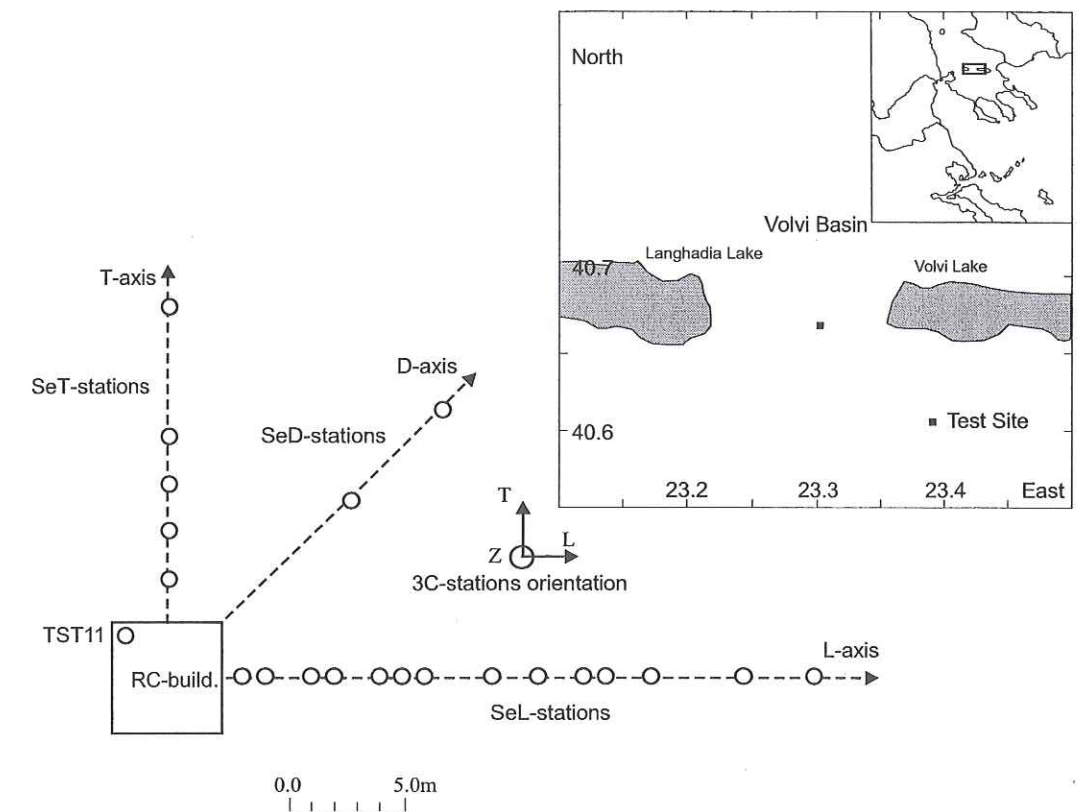 North
Volvi Basin
Langhadia Lake
40.7
Volvi Lake
T-axis
D-axis
SeT-stations
SeD-stations
40.6
Test Site
23.2
23.3
23.4
East
T
Z
L
3C-stations orientation
TST11
RC-build.
L-axis
SeL-stations
0.0
5.0m